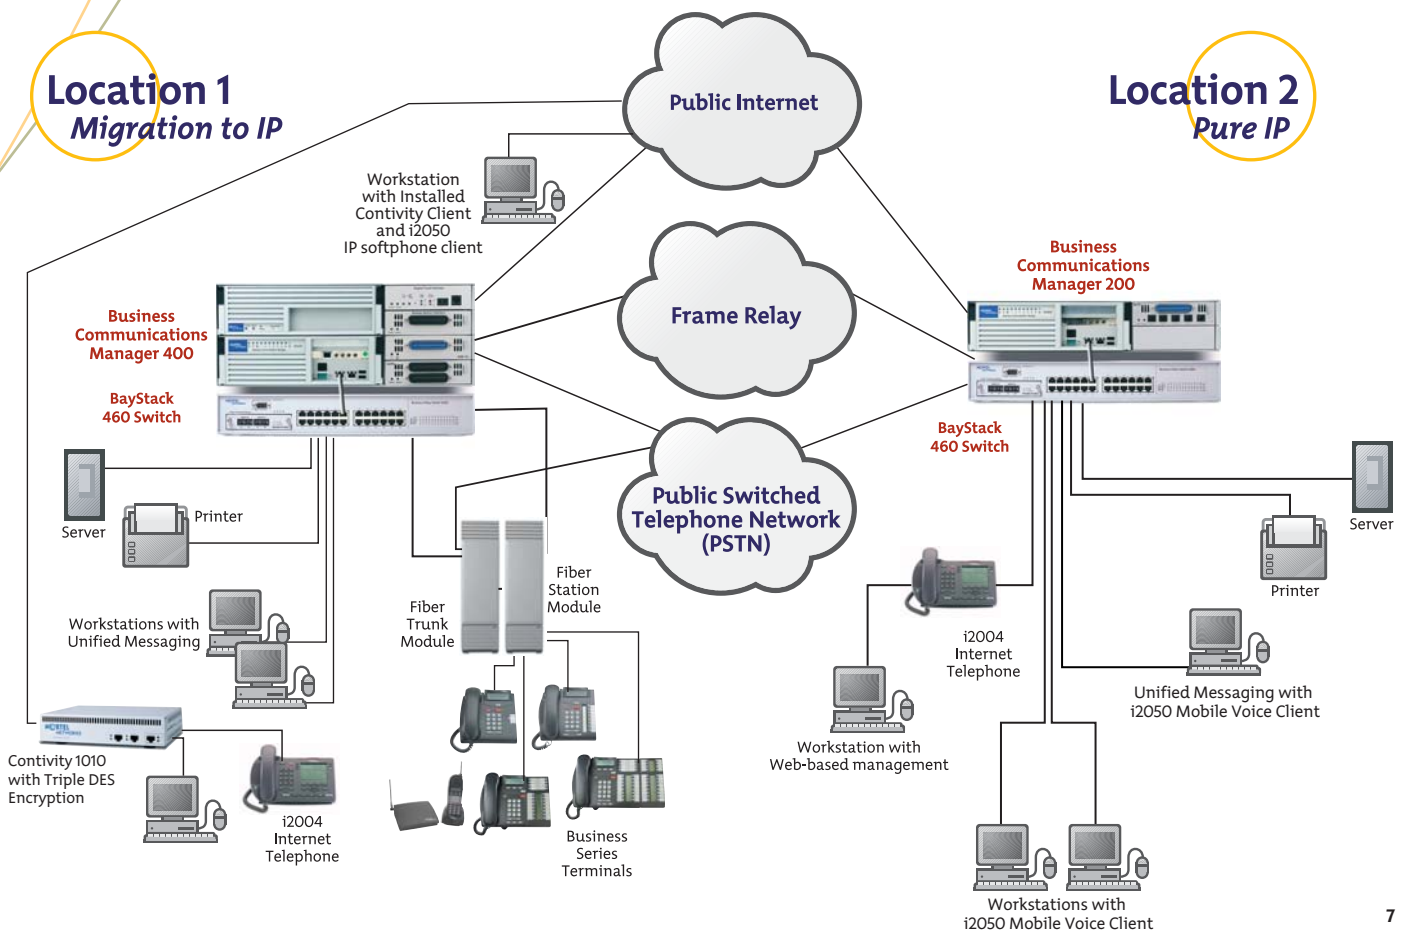 Location 1
Migration to IP
Public Internet
Location 2
Pure IP
Workstation
with Installed
Contivity Client
and i2050
IP softphone client
Business
Communications
Manager 400
BayStack
460 Switch
Frame Relay
Business
Communications
Manager 200
BayStack
460 Switch
Public Switched
Telephone Network
(PSTN)
Server
Printer
Workstations with
Unified Messaging
Fiber
Trunk
Module
Fiber
Station
Module
NORTEL
NETWORKS
Contivity 1010
with Triple DES
Encryption
i2004
Internet
Telephone
Business
Series
Terminals
i2004
Internet
Telephone
Workstation with
Web-based management
Server
Printer
Unified Messaging with
i2050 Mobile Voice Client
Workstations with
i2050 Mobile Voice Client
7